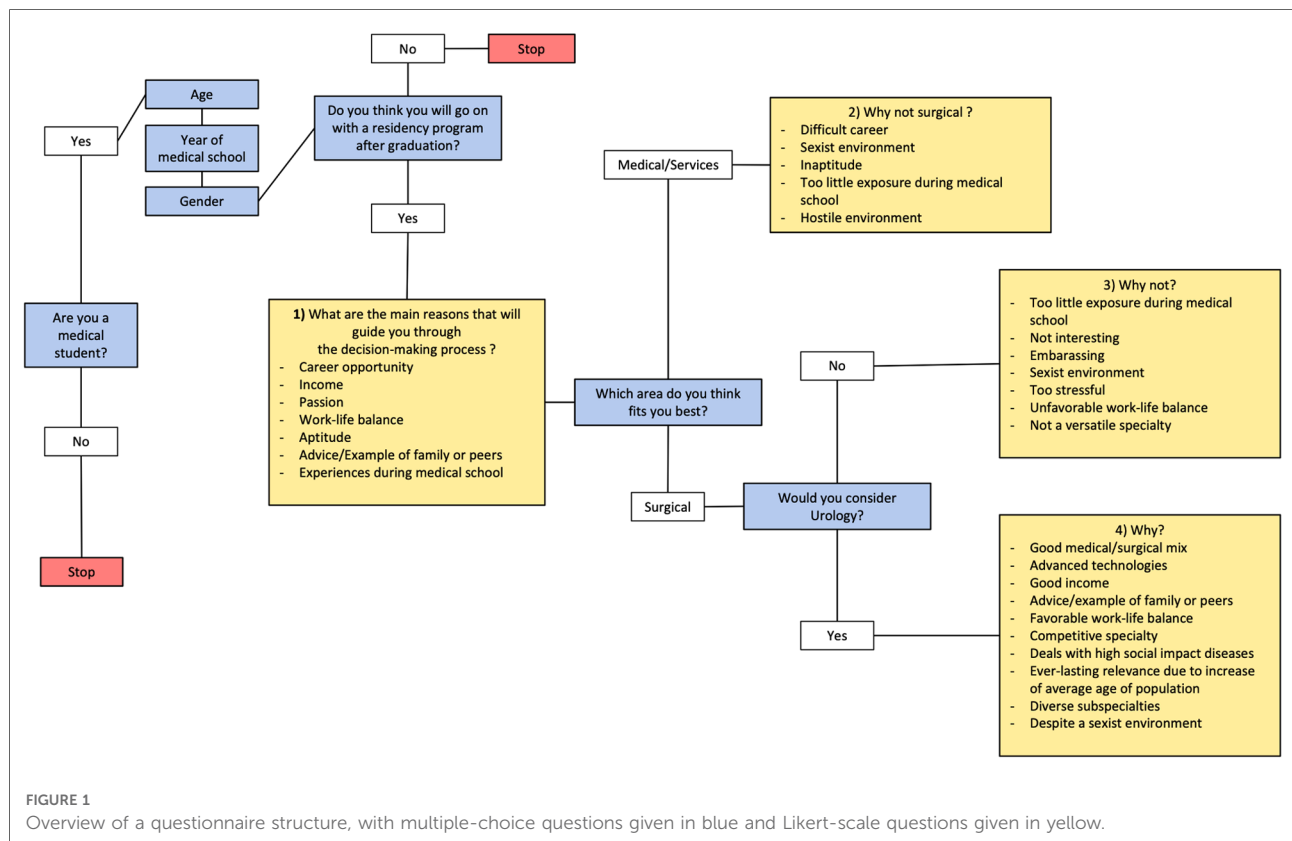 No
Stop
Age
Yes
Year of
medical school
Gender
Do you think you will go on
with a residency program
after graduation?
Yes
Are you a
medical
student?
No
Stop
1) What are the main reasons that will
guide you through
the decision-making process ?
- Career opportunity
- Income
- Passion
- Work-life balance
- Aptitude
- Advice/Example of family or peers
- Experiences during medical school
Which area do you think
fits you best?
Medical/Services
2) Why not surgical ?
- Difficult career
- Sexist environment
- Inaptitude
- Too little exposure during medical
school
- Hostile environment
Surgical
Would you consider
Urology?
No
3) Why not?
- Too little exposure during medical
school
- Not interesting
- Embarassing
- Sexist environment
- Too stressful
- Unfavorable work-life balance
- Not a versatile specialty
Yes
4) Why?
- Good medical/surgical mix
- Advanced technologies
- Good income
- Advice/example of family or peers
- Favorable work-life balance
- Competitive specialty
- Deals with high social impact diseases
- Ever-lasting relevance due to increase
of average age of population
- Diverse subspecialties
- Despite a sexist environment
FIGURE 1
Overview of a questionnaire structure, with multiple-choice questions given in blue and Likert-scale questions given in yellow.